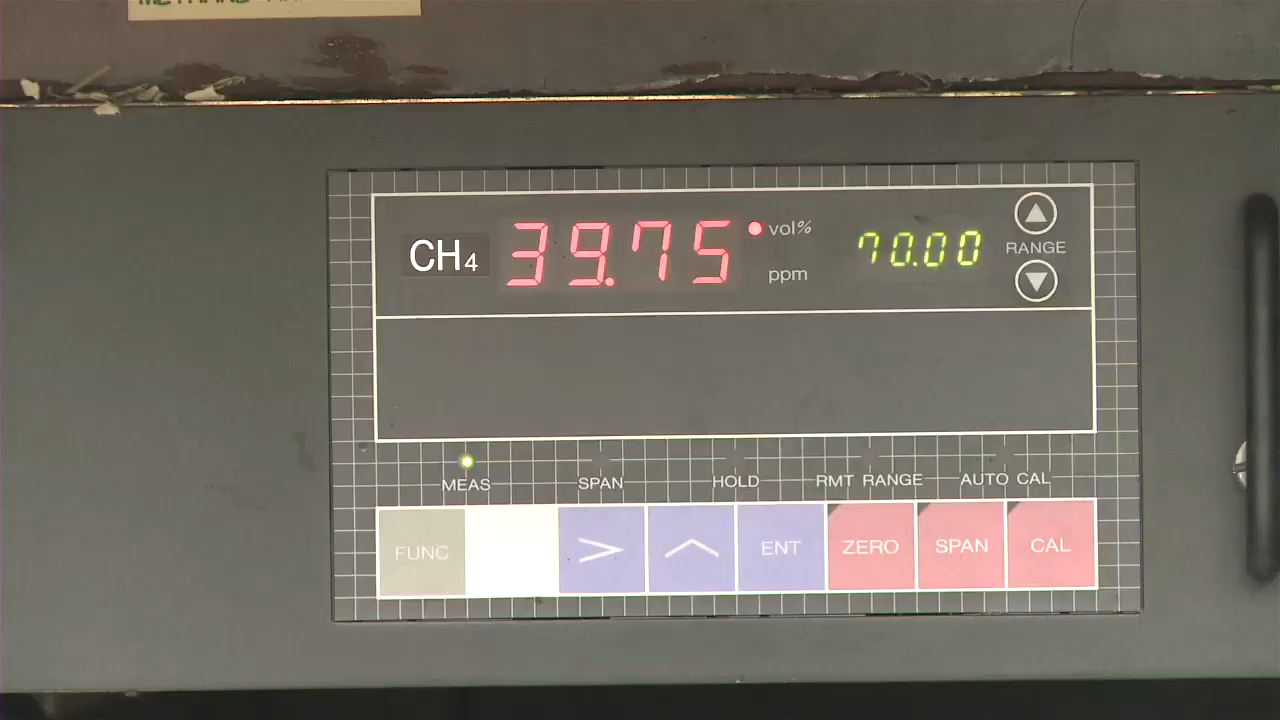 CH4 39.75 vol% 70.00
ppm RANGE
MEAS SPAN HOLD RMT RANGE AUTO CAL
FUNC > ENT ZERO SPAN CAL